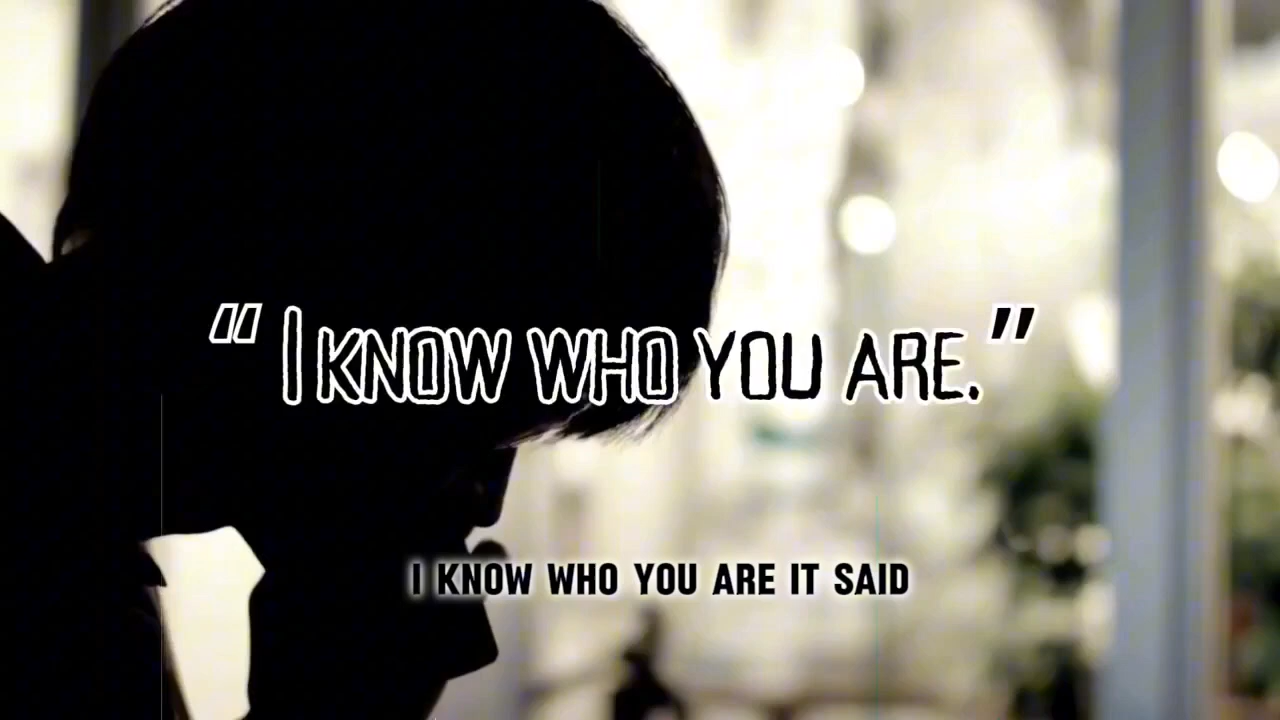 “ I KNOW WHO YOU ARE.”
I KNOW WHO YOU ARE IT SAID